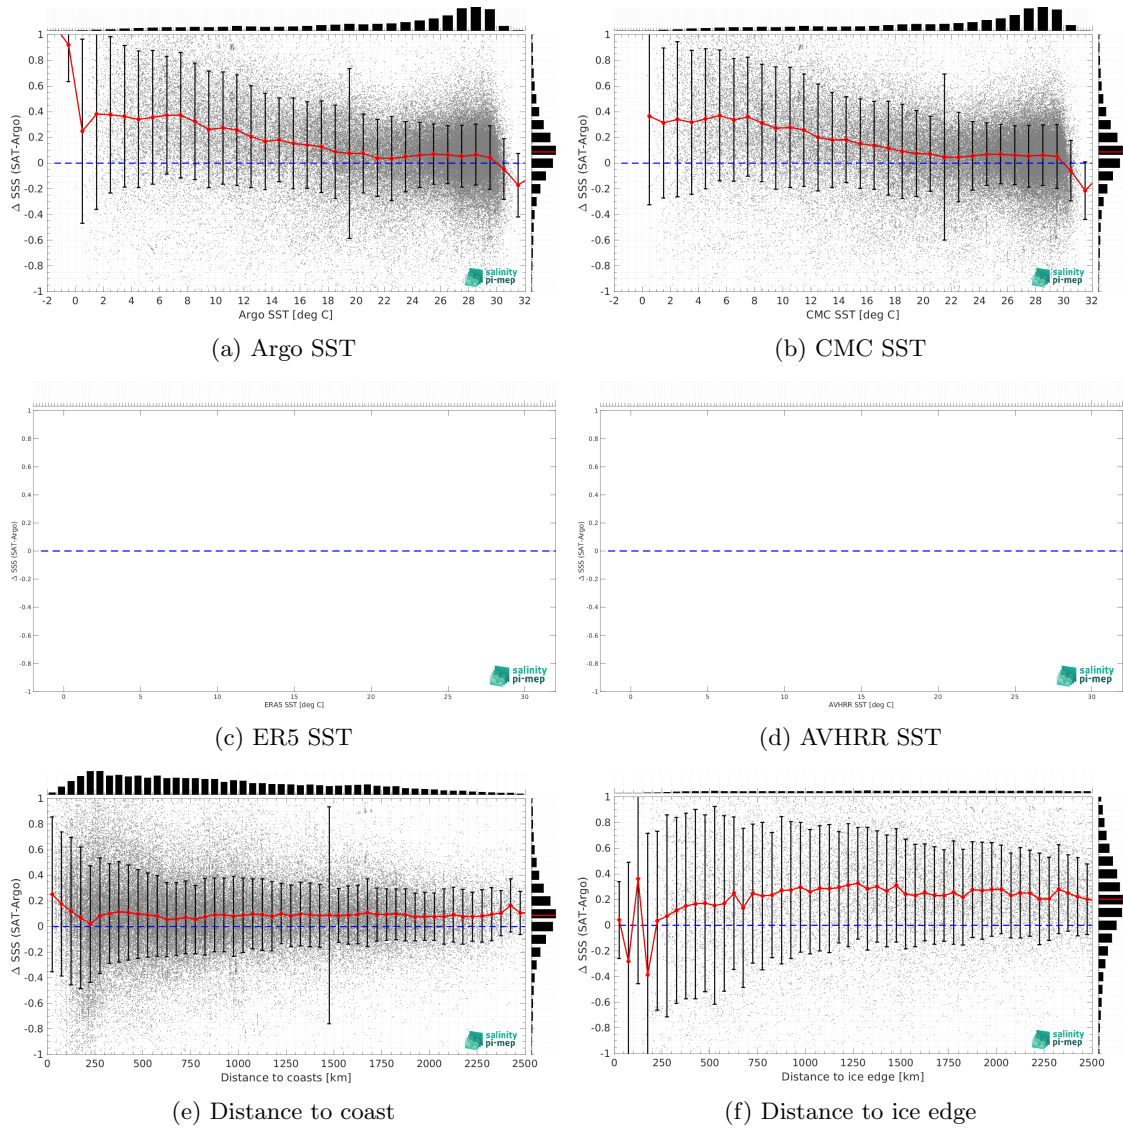 1
0.8
0.6
0.4
0.2
0
-0.2
-0.4
-0.6
-0.8
-1
Δ SSS (SAT-Argo)
salinity
pi-mep
-2 0 2 4 6 8 10 12 14 16 18 20 22 24 26 28 30 32
Argo SST [deg C]
(a) Argo SST
1
0.8
0.6
0.4
0.2
0
-0.2
-0.4
-0.6
-0.8
-1
Δ SSS (SAT-Argo)
salinity
pi-mep
-2 0 2 4 6 8 10 12 14 16 18 20 22 24 26 28 30 32
CMC SST [deg C]
(b) CMC SST
1
0.8
0.6
0.4
0.2
0
-0.2
-0.4
-0.6
-0.8
-1
Δ SSS (SAT-Argo)
salinity
pi-mep
0 5 10 15 20 25 30
ERA5 SST [deg C]
(c) ER5 SST
1
0.8
0.6
0.4
0.2
0
-0.2
-0.4
-0.6
-0.8
-1
Δ SSS (SAT-Argo)
salinity
pi-mep
0 5 10 15 20 25 30
AVHRR SST [deg C]
(d) AVHRR SST
1
0.8
0.6
0.4
0.2
0
-0.2
-0.4
-0.6
-0.8
-1
Δ SSS (SAT-Argo)
salinity
pi-mep
0 250 500 750 1000 1250 1500 1750 2000 2250 2500
Distance to coasts [km]
(e) Distance to coast
1
0.8
0.6
0.4
0.2
0
-0.2
-0.4
-0.6
-0.8
-1
Δ SSS (SAT-Argo)
salinity
pi-mep
0 250 500 750 1000 1250 1500 1750 2000 2250 2500
Distance to ice edge [km]
(f) Distance to ice edge